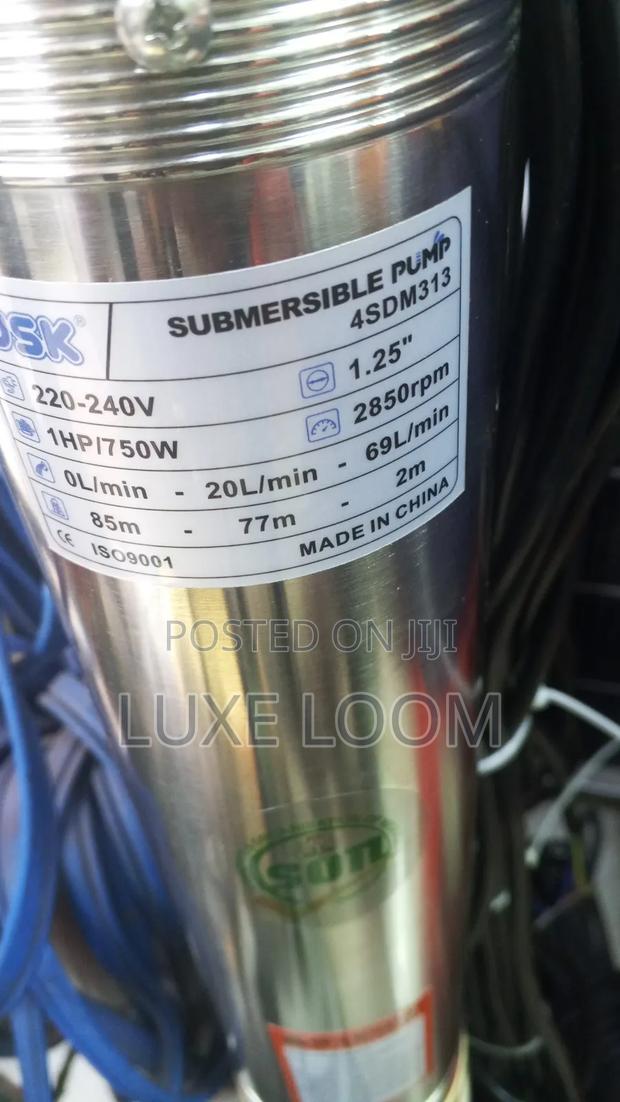 SUBMERSIBLE PUMP
4SDM313
220-240V 1.25"
1HP/750W 2850rpm
0L/min - 20L/min - 69L/min
85m - 77m - 2m
CE ISO9001 MADE IN CHINA
POSTED ON JIJI
LUXE LOOM